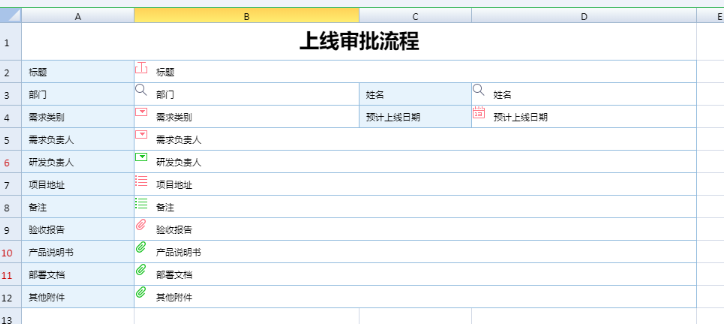 A B C D E
1 上线审批流程
2 标题 标题
3 部门 部门 姓名 姓名
4 需求类别 需求类别 预计上线日期 预计上线日期
5 需求负责人 需求负责人
6 研发负责人 研发负责人
7 项目地址 项目地址
8 备注 备注
9 验收报告 验收报告
10 产品说明书 产品说明书
11 部署文档 部署文档
12 其他附件 其他附件
13